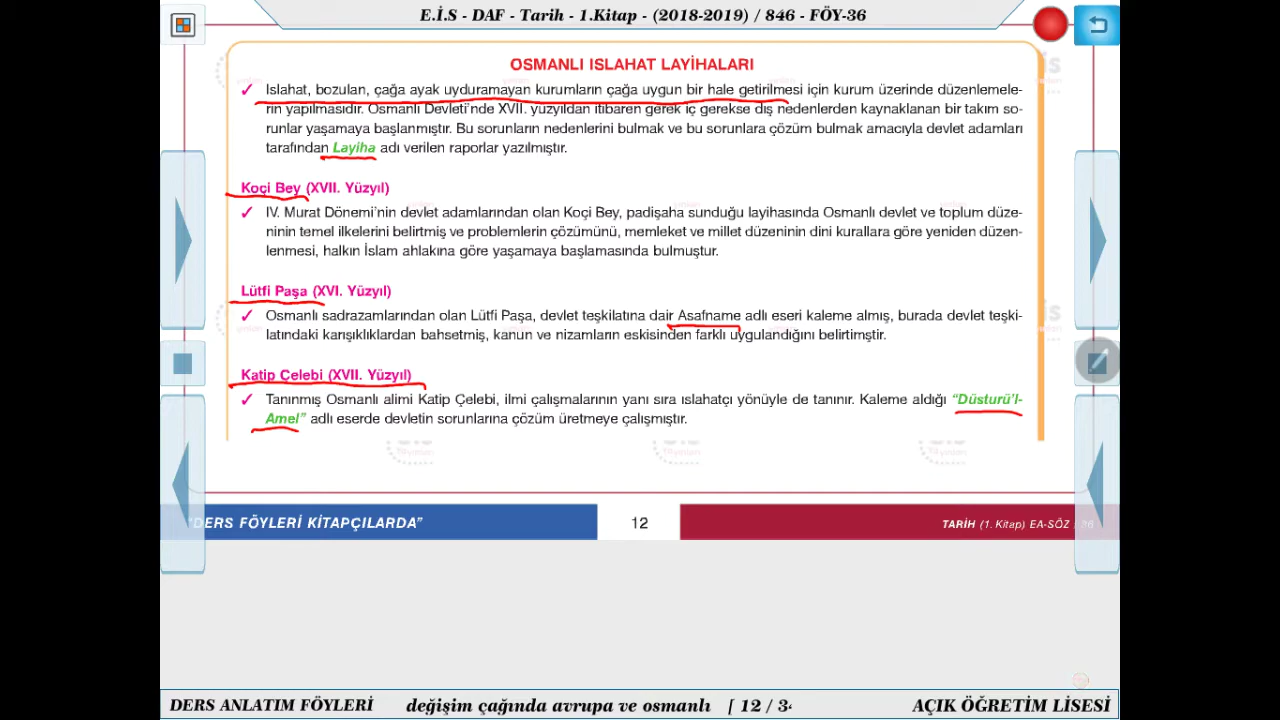 E.İ.S - DAF - Tarih - 1.Kitap - (2018-2019) / 846 - FÖY-36
OSMANLI ISLAHAT LAYİHALARI
✓ Islahat, bozulan, çağa ayak uyduramayan kurumların çağa uygun bir hale getirilmesi için kurum üzerinde düzenlemele-
rin yapılmasıdır. Osmanlı Devleti’nde XVII. yüzyıldan itibaren gerek iç gerekse dış nedenlerden kaynaklanan bir takım so-
runlar yaşamaya başlanmıştır. Bu sorunların nedenlerini bulmak ve bu sorunlara çözüm bulmak amacıyla devlet adamları
tarafından Layiha adı verilen raporlar yazılmıştır.
Koçi Bey (XVII. Yüzyıl)
✓ IV. Murat Dönemi’nin devlet adamlarından olan Koçi Bey, padişaha sunduğu layihasında Osmanlı devlet ve toplum düze-
ninin temel ilkelerini belirtmiş ve problemlerin çözümünü, memleket ve millet düzeninin dini kurallara göre yeniden düzen-
lenmesi, halkın İslam ahlakına göre yaşamaya başlamasında bulmuştur.
Lütfi Paşa (XVI. Yüzyıl)
✓ Osmanlı sadrazamlarından olan Lütfi Paşa, devlet teşkilatına dair Asafname adlı eseri kaleme almış, burada devlet teşki-
latındaki karışıklıklardan bahsetmiş, kanun ve nizamların eskisinden farklı uygulandığını belirtimştir.
Katip Çelebi (XVII. Yüzyıl)
✓ Tanınmış Osmanlı alimi Katip Çelebi, ilmi çalışmalarının yanı sıra ıslahatçı yönüyle de tanınır. Kaleme aldığı “Düsturü’l-
Amel” adlı eserde devletin sorunlarına çözüm üretmeye çalışmıştır.
"DERS FÖYLERİ KİTAPÇILARDA”
12
TARİH (1. Kitap) EA-SÖZ / 36
DERS ANLATIM FÖYLERİ
değişim çağında avrupa ve osmanlı [ 12 / 34
AÇIK ÖĞRETİM LİSESİ